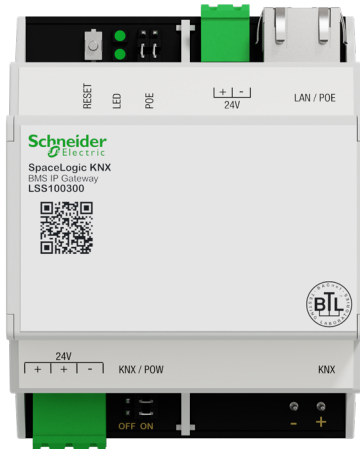 RESET
LED
POE
+ -
24V
LAN / POE
Schneider
Electric
SpaceLogic KNX
BMS IP Gateway
LSS100300
BTL
24V
+ + -
KNX / POW
KNX
OFF ON
- +